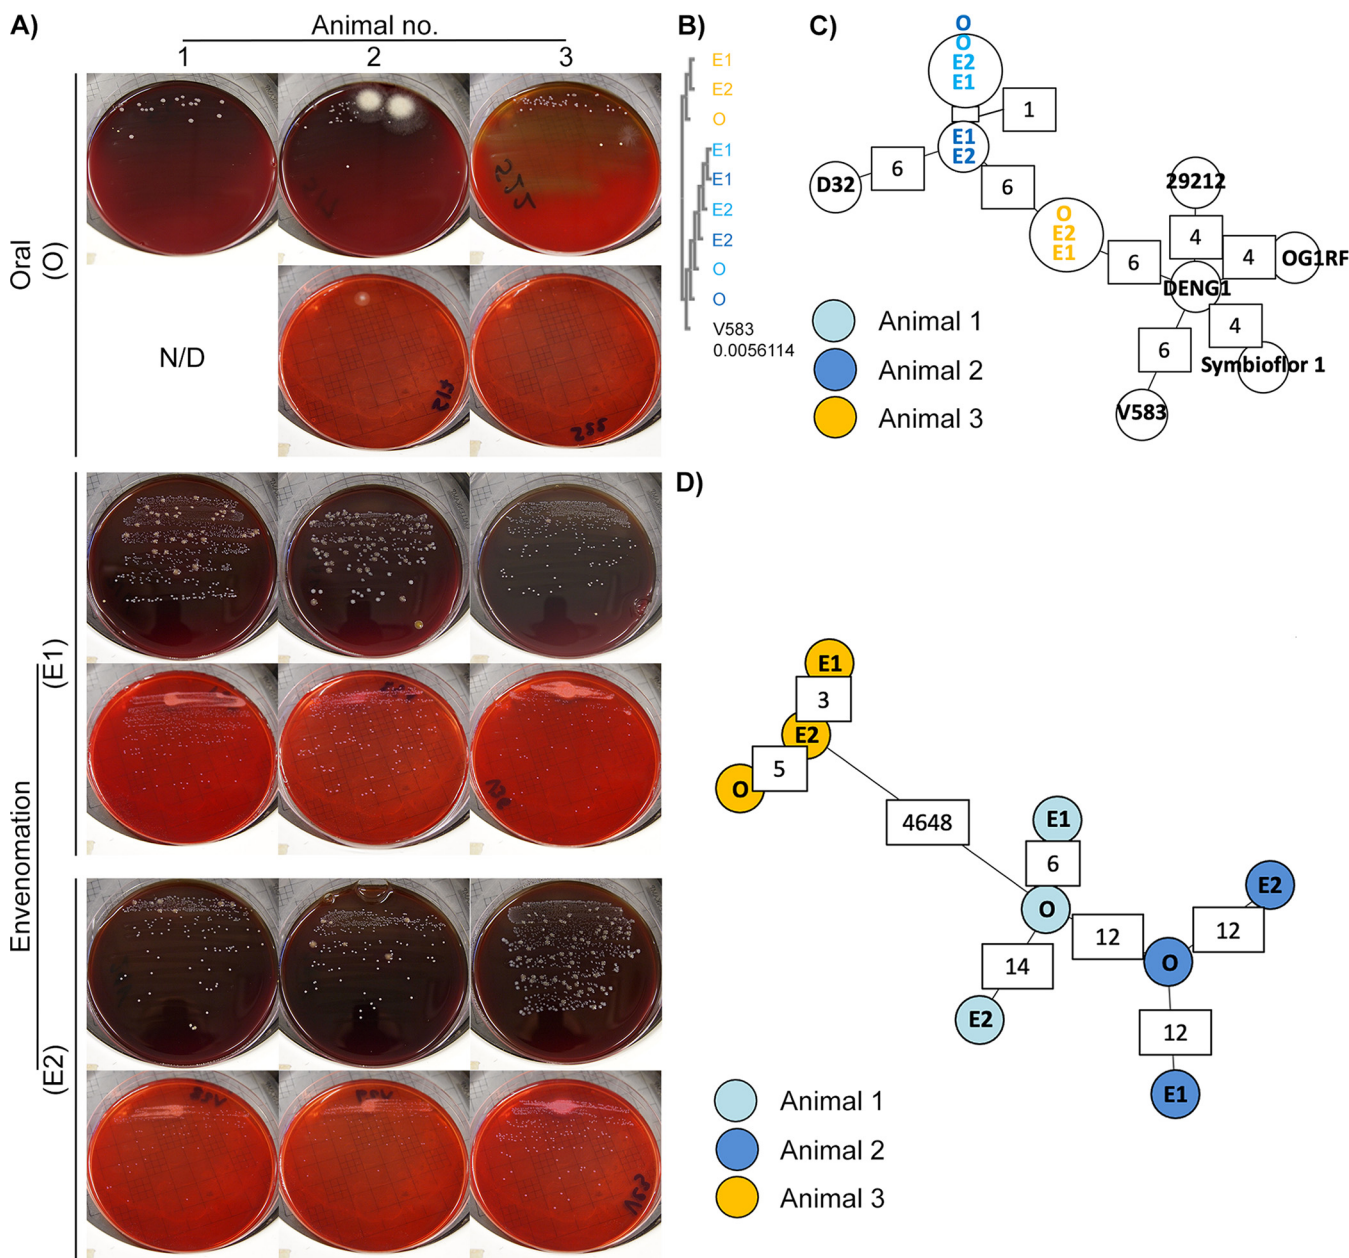 A)
Animal no.
1 2 3
Oral
(O)
N/D
Envenomation
(E1)
(E2)
B)
E1
E2
O
E1
E1
E2
E2
O
O
V583
0.0056114
C)
O
O
E2
E1
1
E1
E2
D32
6
6
O
E2
E1
6
29212
4
4
OG1RF
DENG1
4
6
Symbioflor 1
V583
Animal 1
Animal 2
Animal 3
D)
E1
3
E2
5
O
4648
E1
6
O
12
14
E2
O
12
E2
12
E1
Animal 1
Animal 2
Animal 3